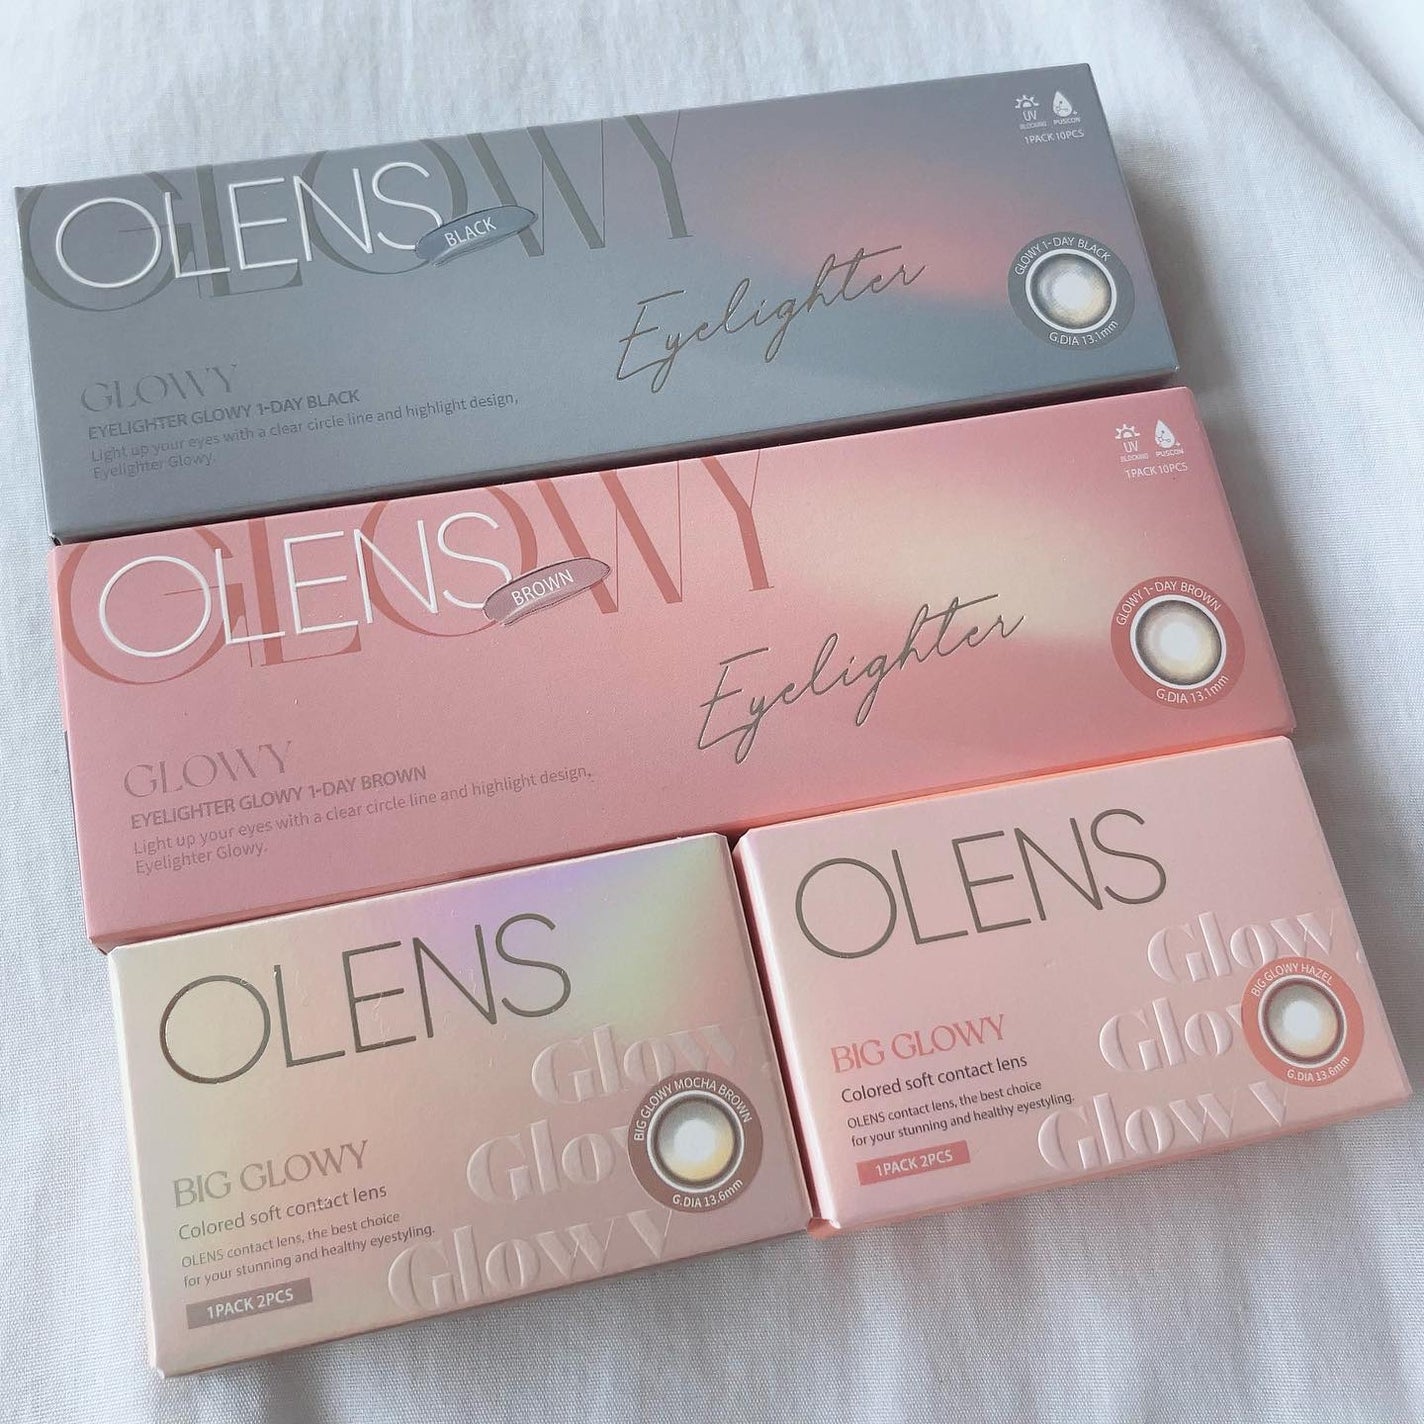 GLOWY
OLENS
BLACK
UV
BLOCKING
PUSCON
1PACK 10PCS
Eyelighter
GLOWY 1-DAY BLACK
G.DIA 13.1mm
GLOWY
EYELIGHTER GLOWY 1-DAY BLACK
Light up your eyes with a clear circle line and highlight design,
Eyelighter Glowy.
GLOWY
OLENS
BROWN
UV
BLOCKING
PUSCON
1PACK 10PCS
Eyelighter
GLOWY 1-DAY BROWN
G.DIA 13.1mm
GLOWY
EYELIGHTER GLOWY 1-DAY BROWN
Light up your eyes with a clear circle line and highlight design,
Eyelighter Glowy.
OLENS
Glowy
Glowy
Glowy
BIG GLOWY MOCHA BROWN
G.DIA 13.6mm
BIG GLOWY
Colored soft contact lens
OLENS contact lens, the best choice
for your stunning and healthy eyestyling.
1PACK 2PCS
OLENS
Glowy
Glowy
Glowy
BIG GLOWY HAZEL
G.DIA 13.6mm
BIG GLOWY
Colored soft contact lens
OLENS contact lens, the best choice
for your stunning and healthy eyestyling.
1PACK 2PCS